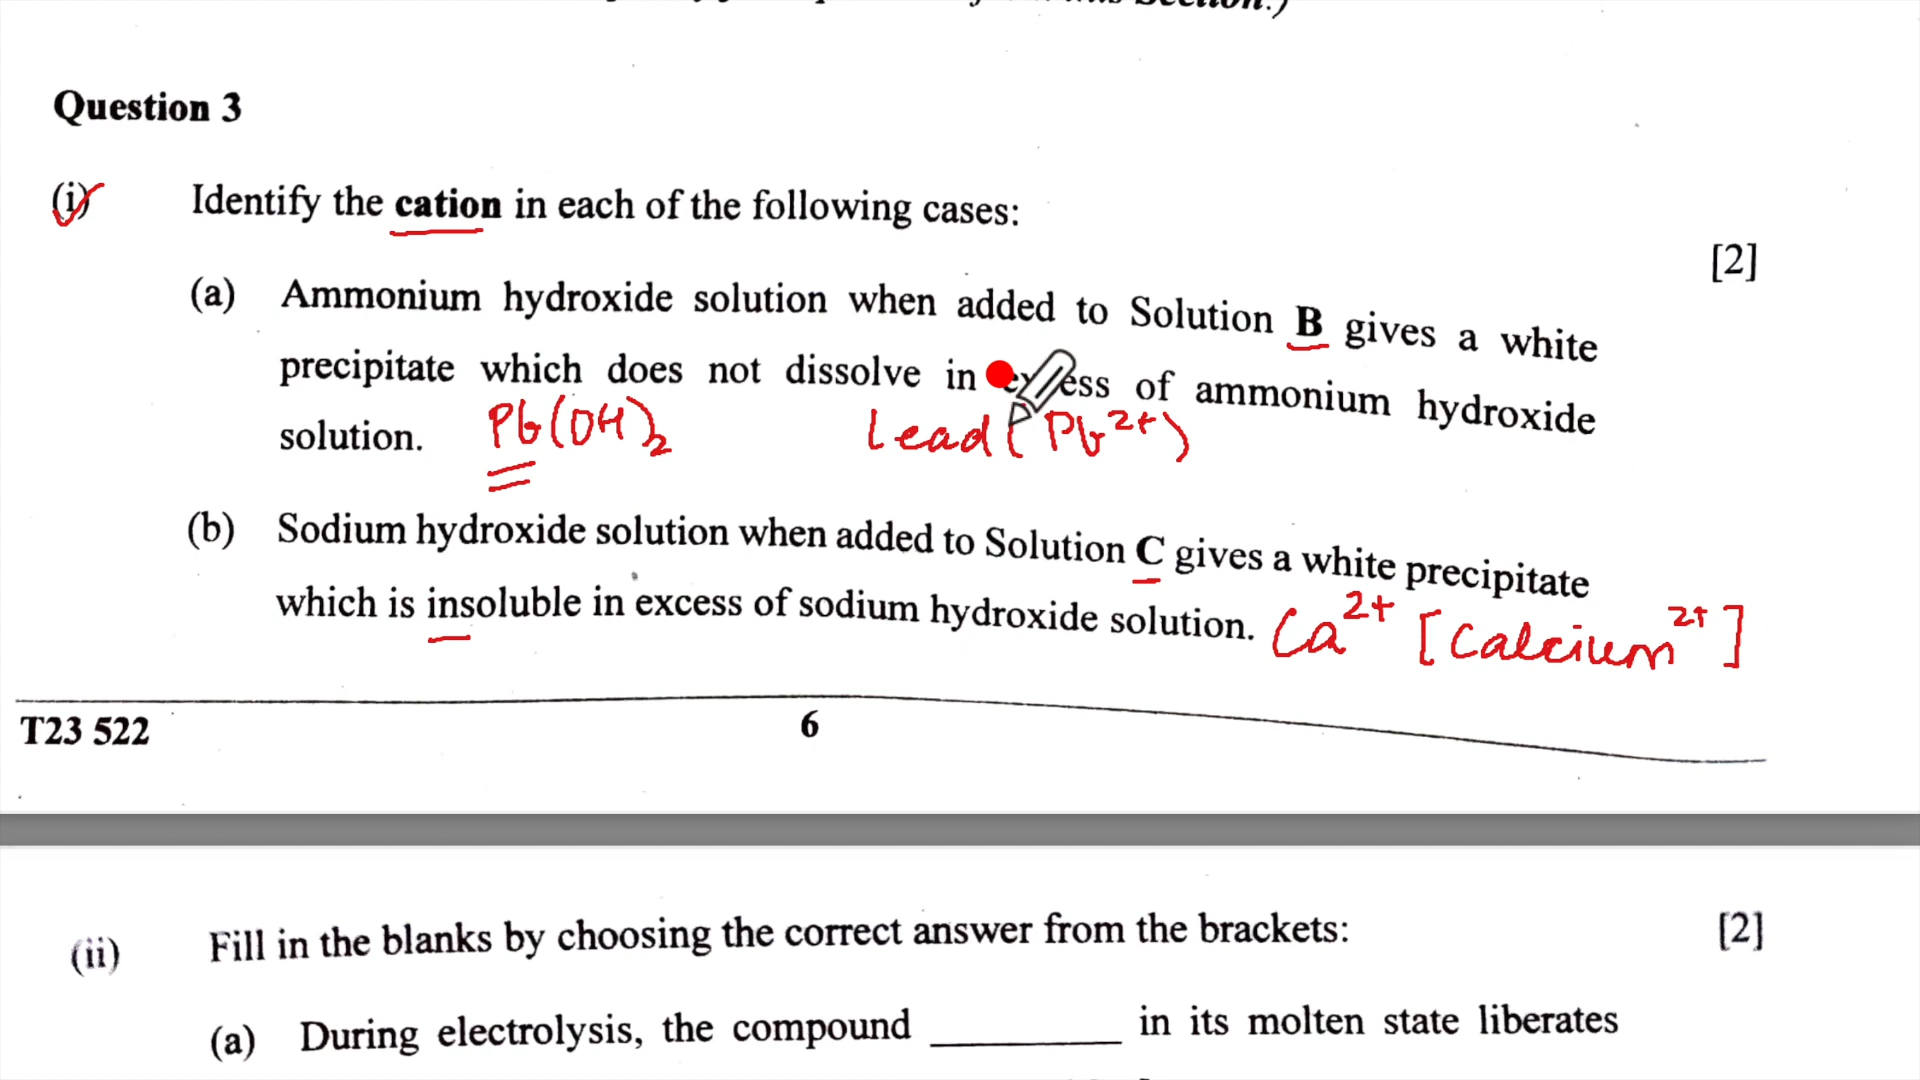 Section.)
Question 3
(i) Identify the cation in each of the following cases:
[2]
(a) Ammonium hydroxide solution when added to Solution B gives a white
precipitate which does not dissolve in excess of ammonium hydroxide
solution. Pb(OH)2 Lead (Pb2+)
(b) Sodium hydroxide solution when added to Solution C gives a white precipitate
which is insoluble in excess of sodium hydroxide solution. Ca2+ [Calcium2+]
T23 522 6
(ii) Fill in the blanks by choosing the correct answer from the brackets: [2]
(a) During electrolysis, the compound __________ in its molten state liberates